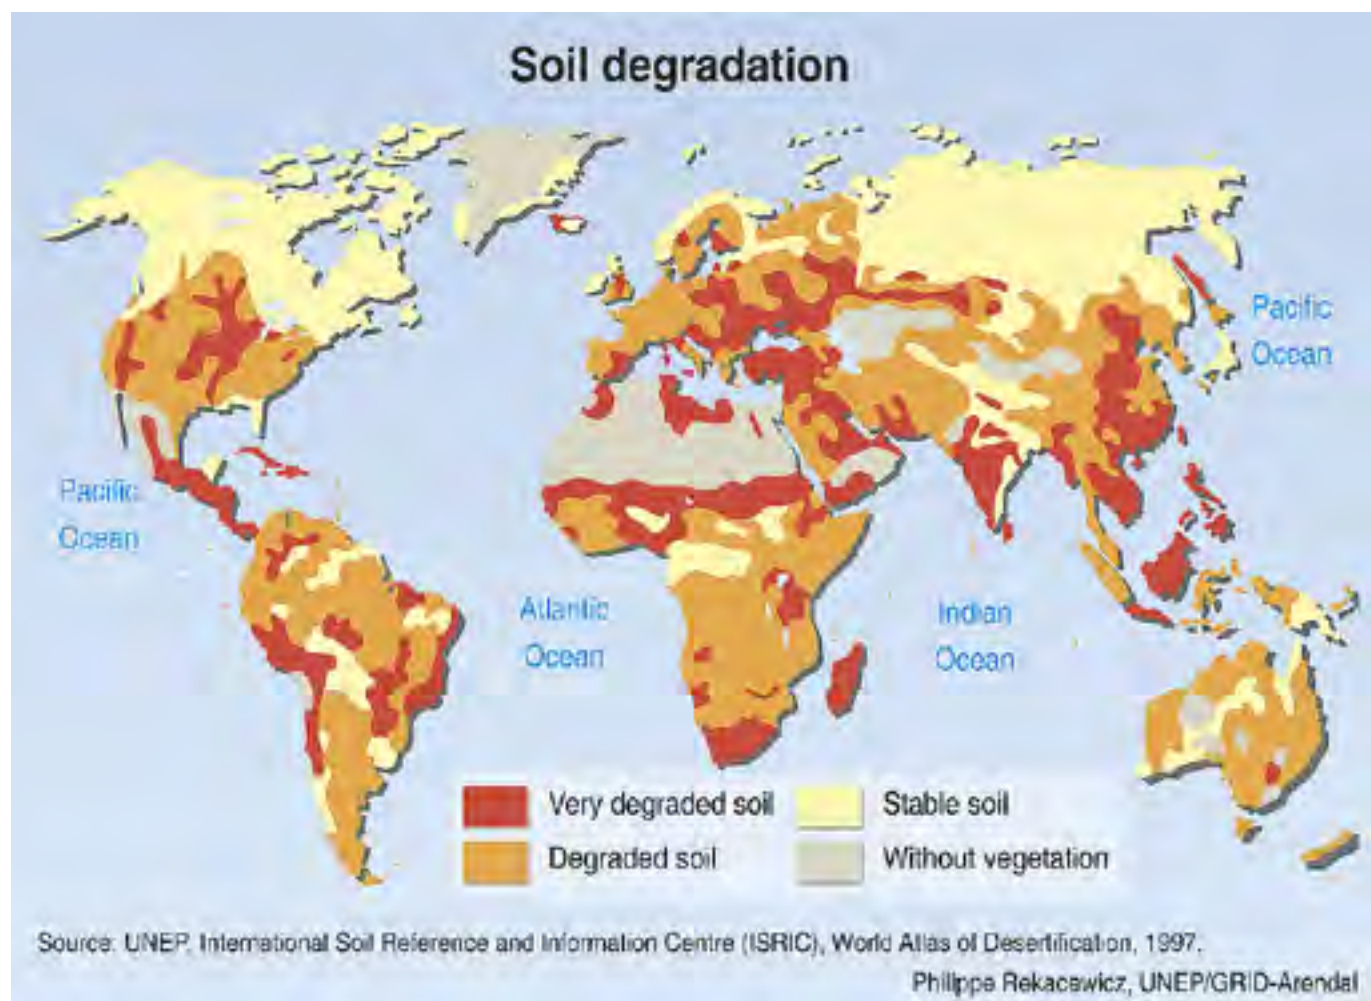 Soil degradation
Pacific
Ocean
Pacific
Ocean
Atlantic
Ocean
Indian
Ocean
Very degraded soil
Stable soil
Degraded soil
Without vegetation
Source: UNEP, International Soil Reference and Information Centre (ISRIC), World Atlas of Desertification, 1997.
Philippe Rekacewicz, UNEP/GRID-Arendal